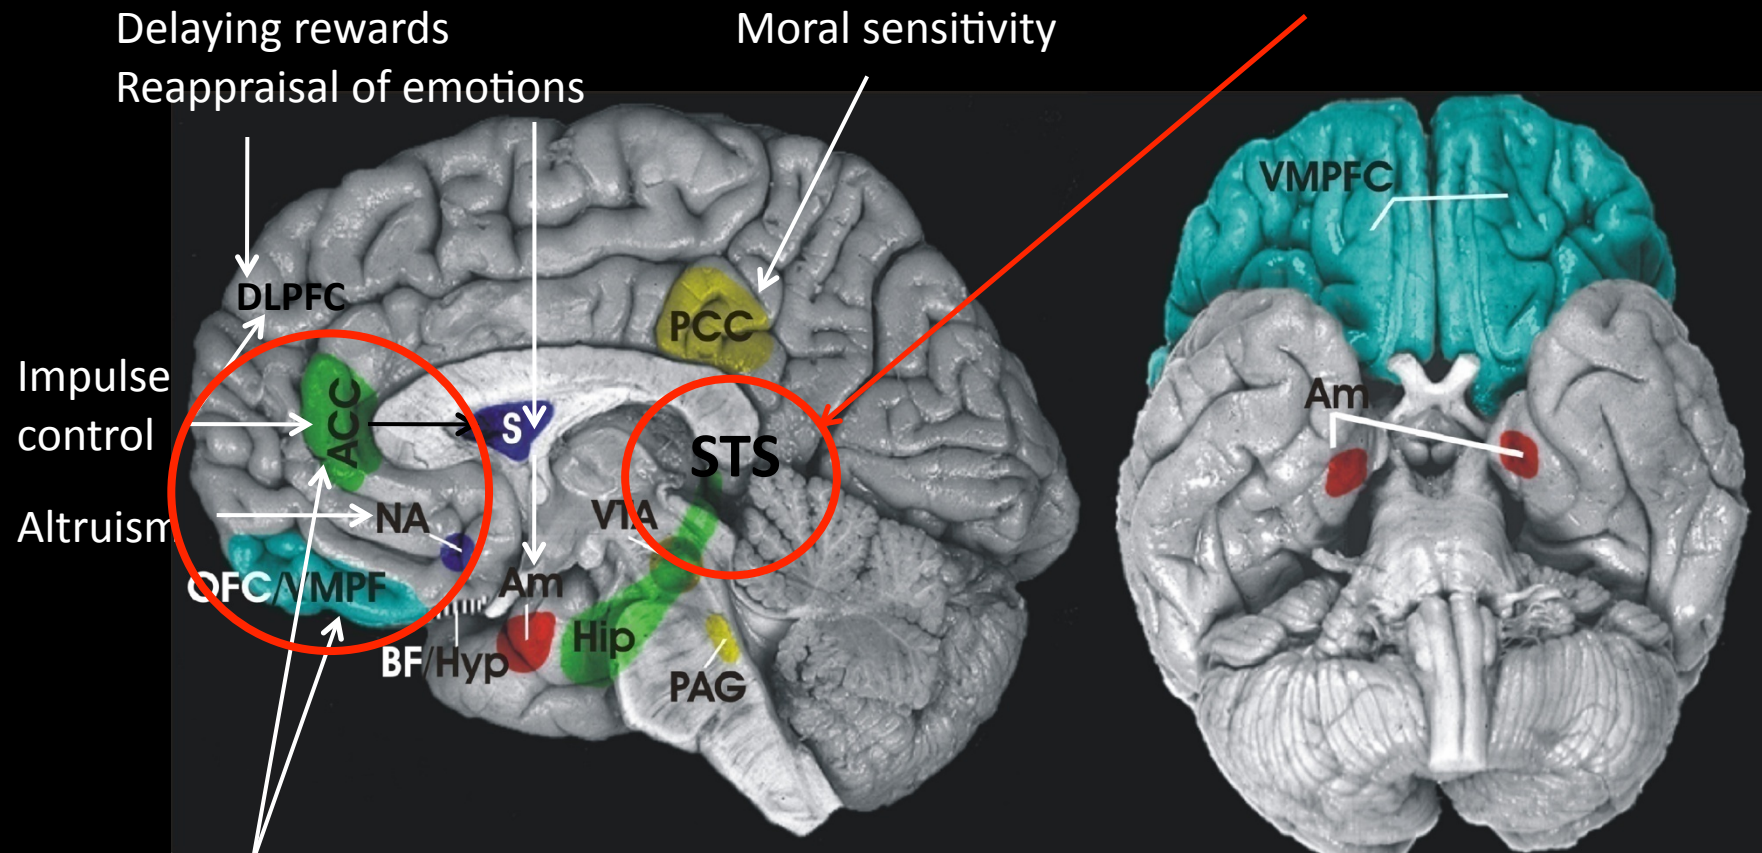 Delaying rewards
Reappraisal of emotions
Moral sensitivity
VMPFC
DLPFC
PCC
Impulse
control
ACC
S
Am
STS
Altruism
NA
VTA
OFC/VMPF
Am
Hip
BF/Hyp
PAG